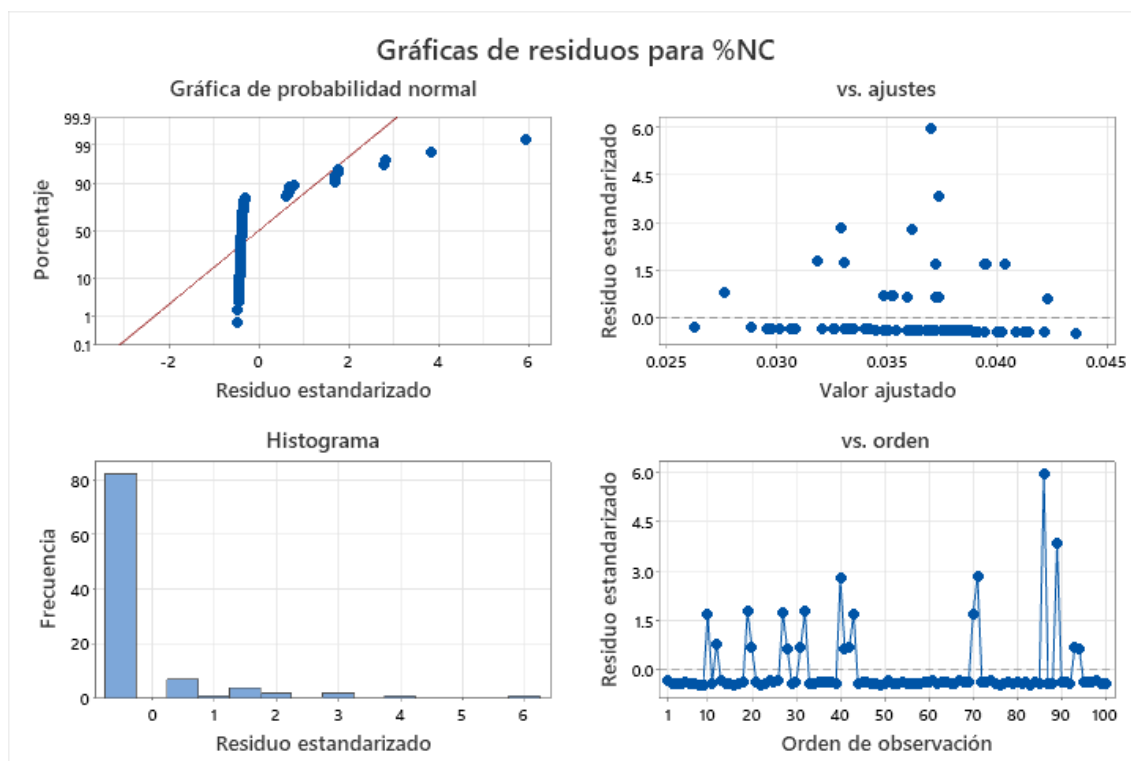 Gráficas de residuos para %NC
Gráfica de probabilidad normal
99.9
99
90
50
10
1
0.1
Porcentaje
-2 0 2 4 6
Residuo estandarizado
vs. ajustes
6.0
4.5
3.0
1.5
0.0
Residuo estandarizado
0.025 0.030 0.035 0.040 0.045
Valor ajustado
Histograma
80
60
40
20
0
Frecuencia
0 1 2 3 4 5 6
Residuo estandarizado
vs. orden
6.0
4.5
3.0
1.5
0.0
Residuo estandarizado
1 10 20 30 40 50 60 70 80 90 100
Orden de observación